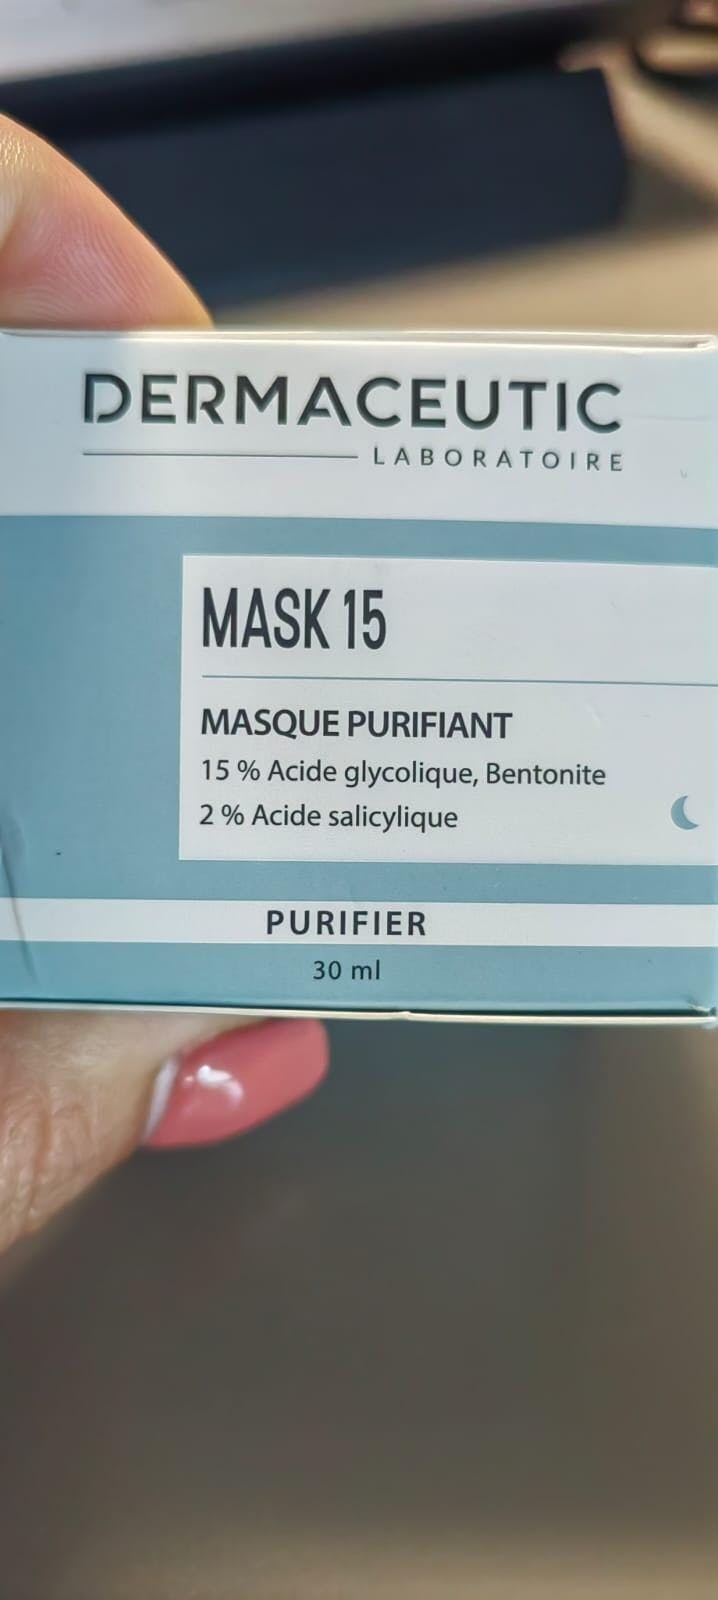 DERMACEUTIC
LABORATOIRE
MASK 15
MASQUE PURIFIANT
15 % Acide glycolique, Bentonite
2 % Acide salicylique
PURIFIER
30 ml